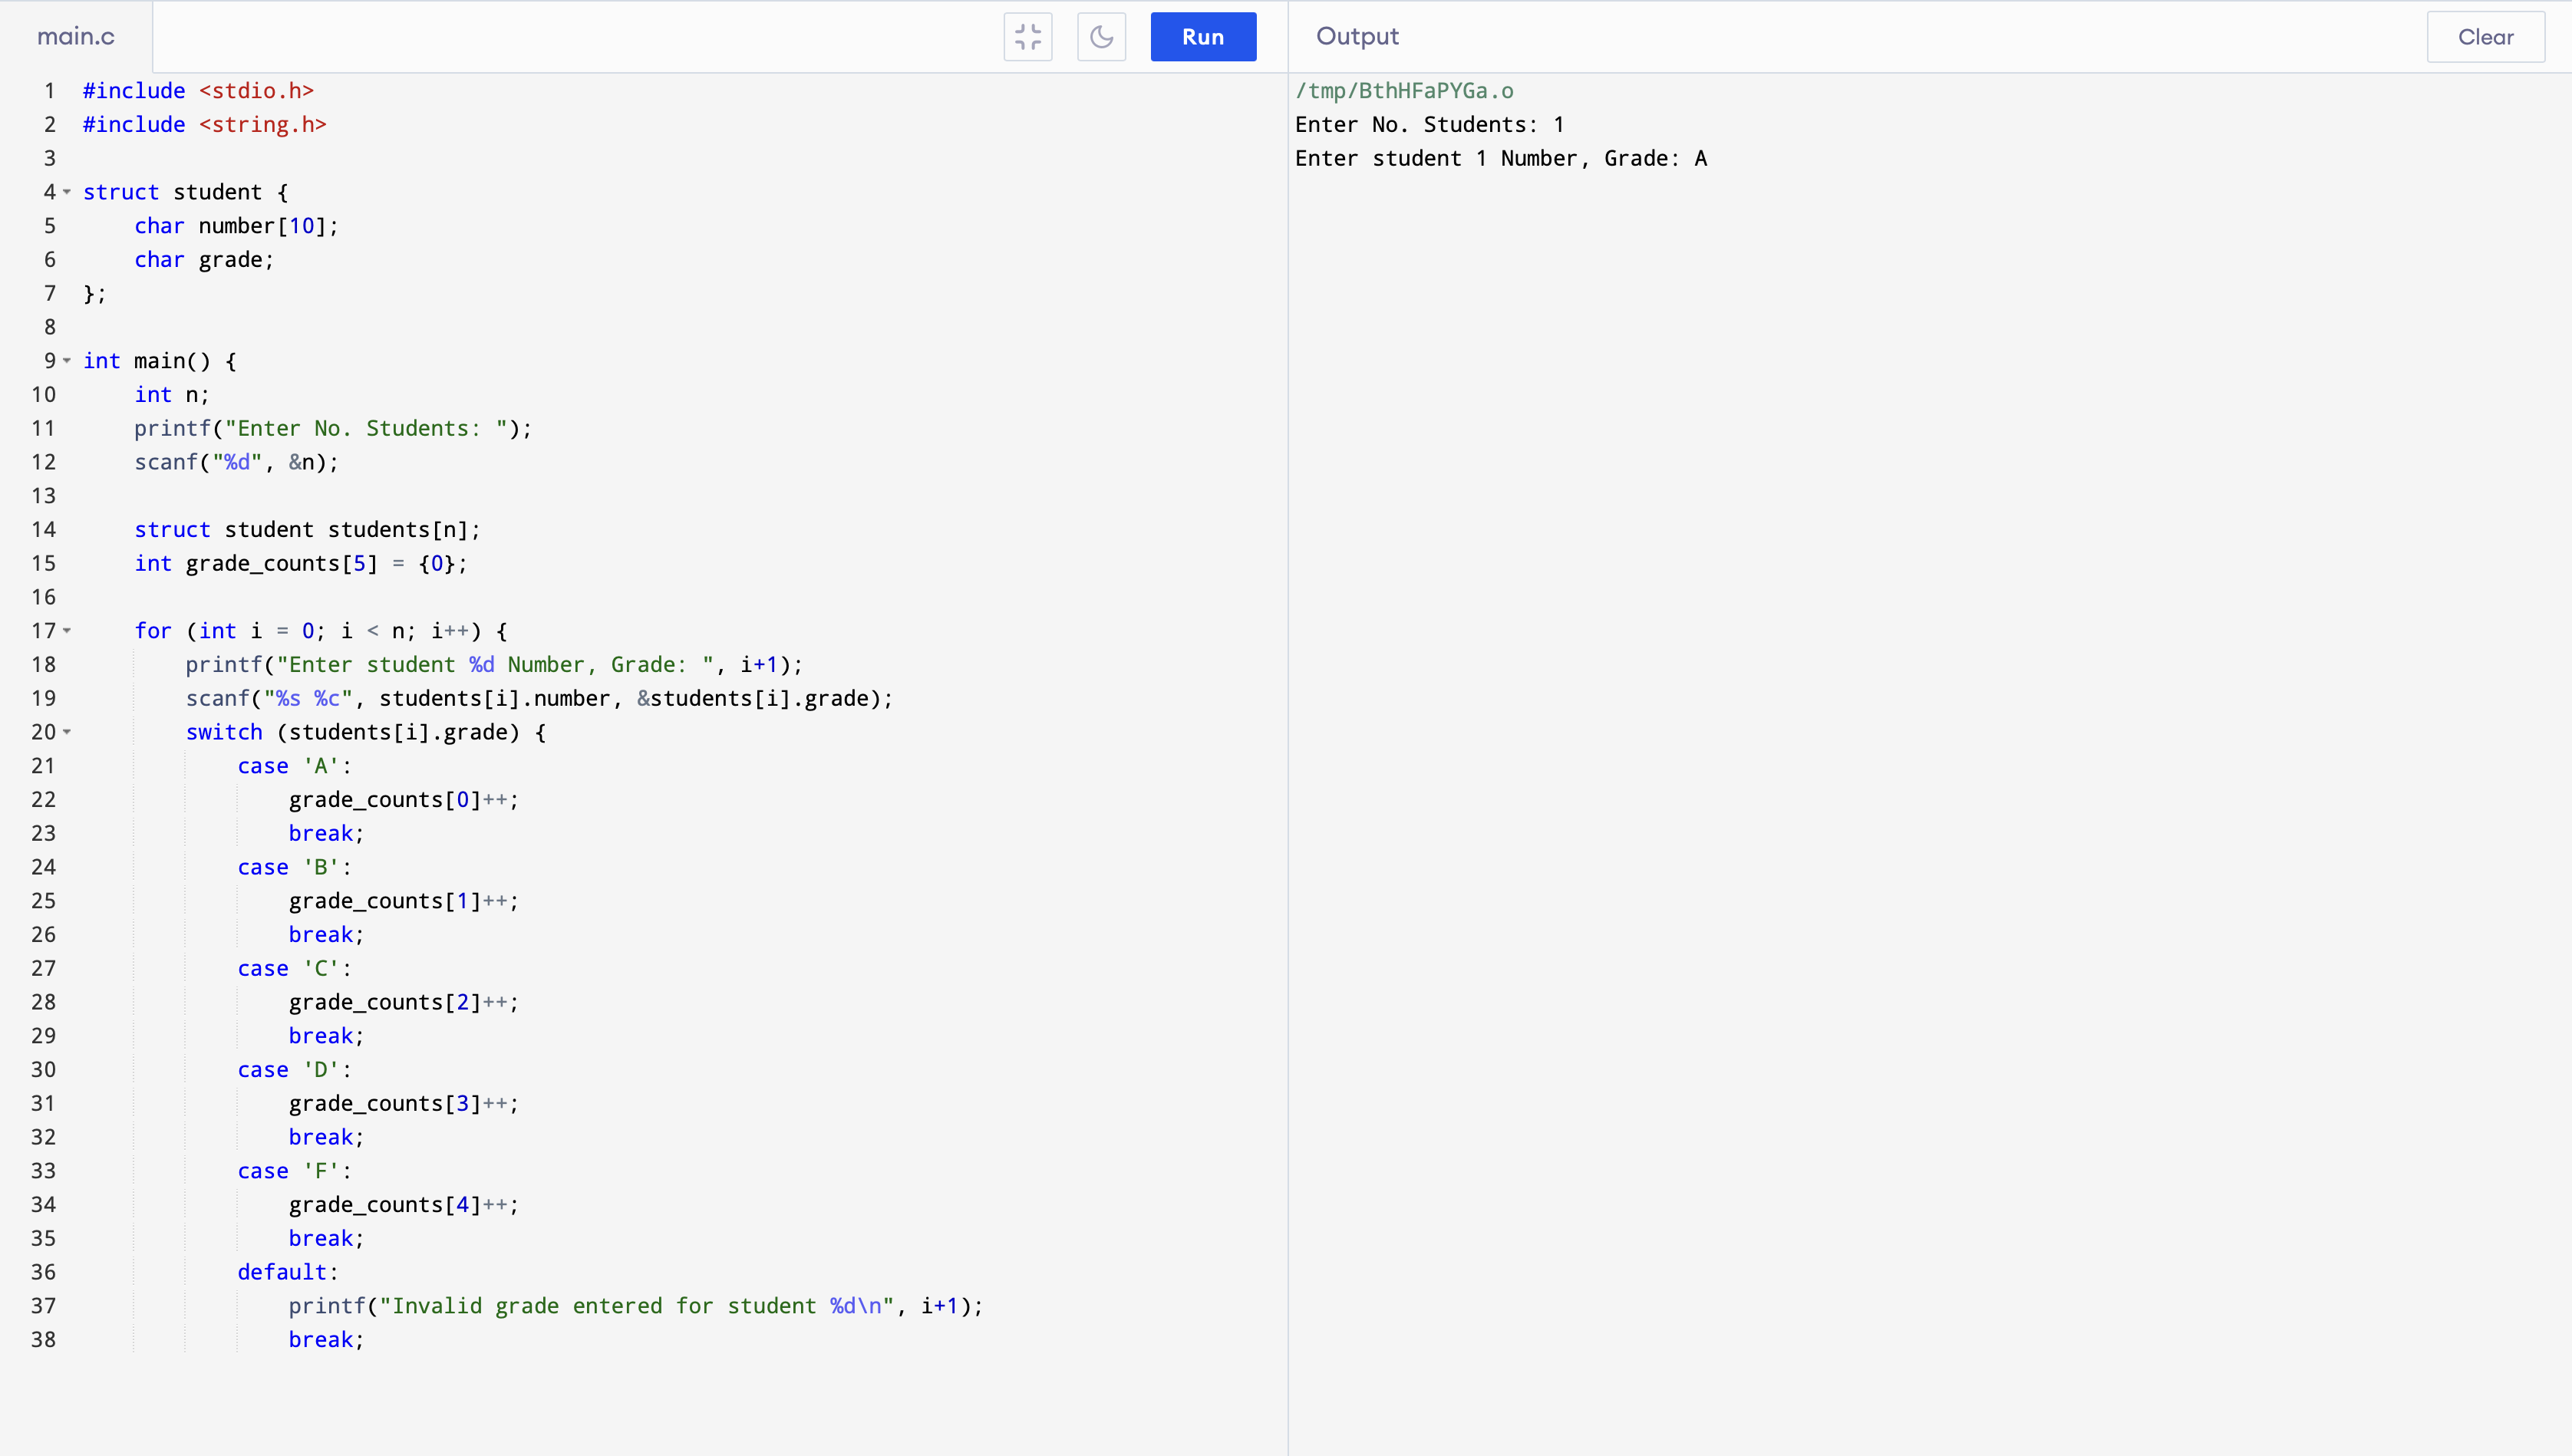 main.c
Run
Output
Clear
1 #include <stdio.h>
2 #include <string.h>
3
4 struct student {
5     char number[10];
6     char grade;
7 };
8
9 int main() {
10     int n;
11     printf("Enter No. Students: ");
12     scanf("%d", &n);
13
14     struct student students[n];
15     int grade_counts[5] = {0};
16
17     for (int i = 0; i < n; i++) {
18         printf("Enter student %d Number, Grade: ", i+1);
19         scanf("%s %c", students[i].number, &students[i].grade);
20         switch (students[i].grade) {
21             case 'A':
22                 grade_counts[0]++;
23                 break;
24             case 'B':
25                 grade_counts[1]++;
26                 break;
27             case 'C':
28                 grade_counts[2]++;
29                 break;
30             case 'D':
31                 grade_counts[3]++;
32                 break;
33             case 'F':
34                 grade_counts[4]++;
35                 break;
36             default:
37                 printf("Invalid grade entered for student %d\n", i+1);
38                 break;
/tmp/BthHFaPYGa.o
Enter No. Students: 1
Enter student 1 Number, Grade: A